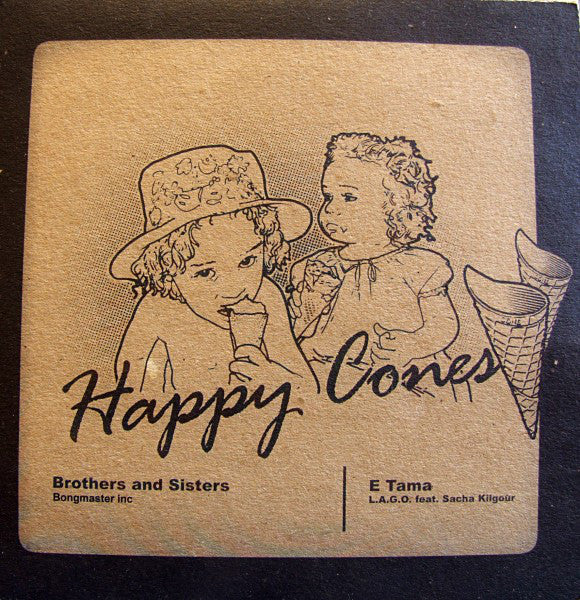 Happy Cones
Brothers and Sisters
Bongmaster inc
E Tama
L.A.G.O. feat. Sacha Kilgour